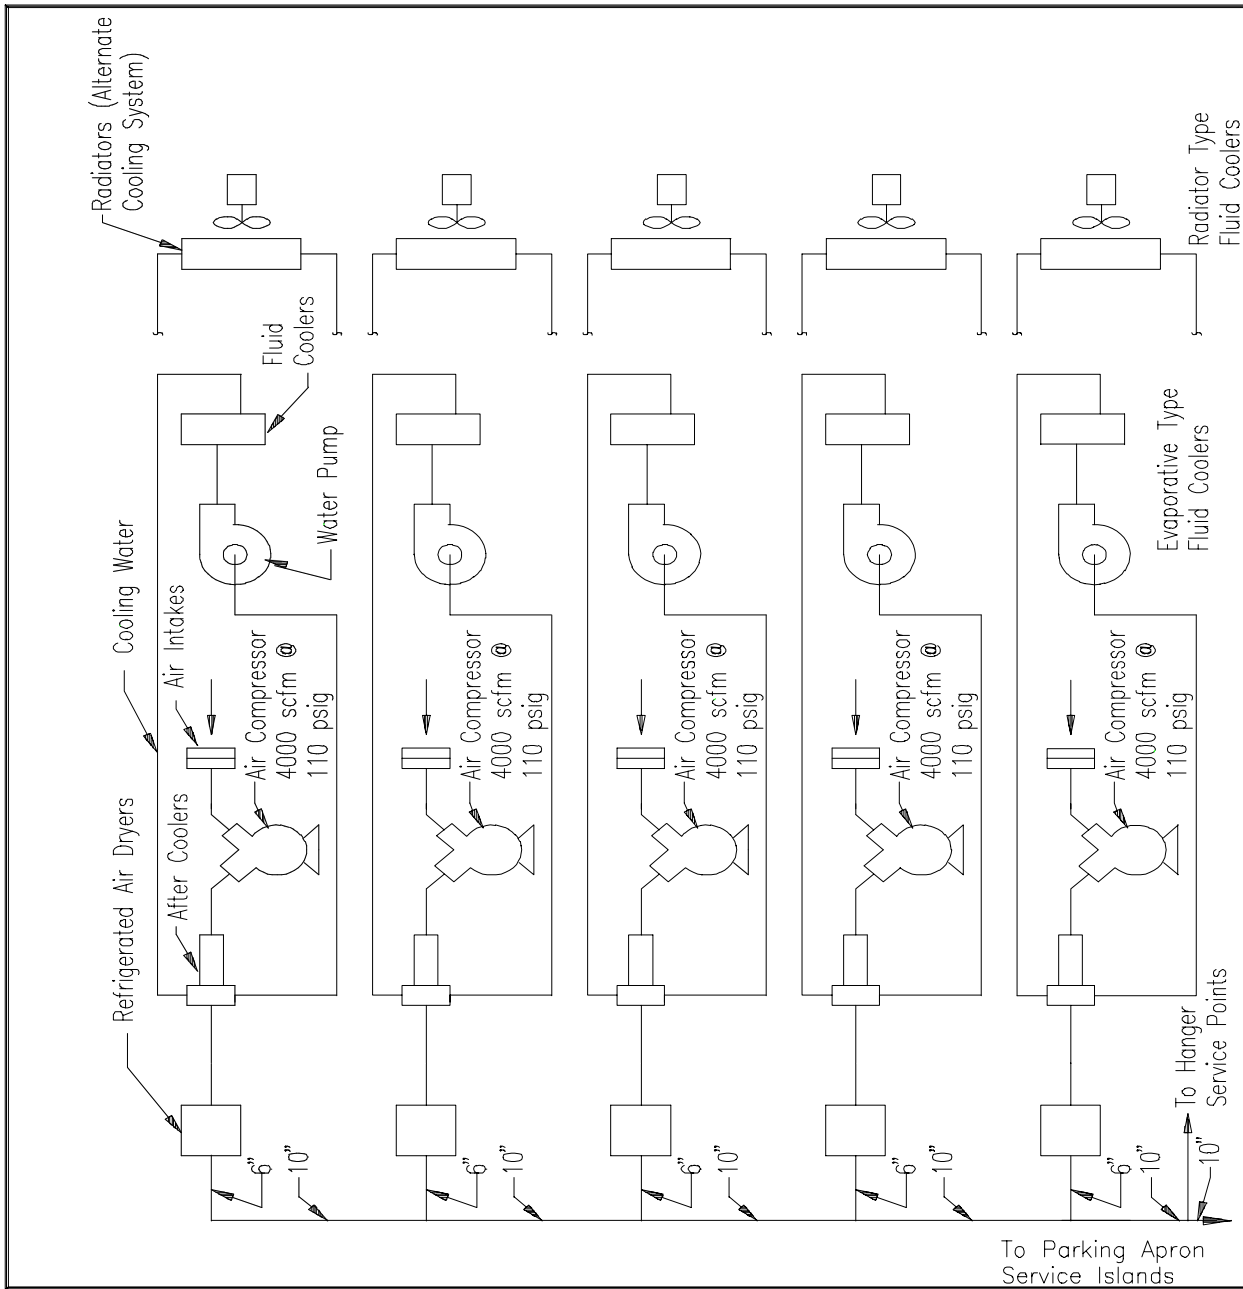 Radiators (Alternate
Cooling System)
Fluid
Coolers
Water Pump
Cooling Water
Air Intakes
Air Compressor
4000 scfm @
110 psig
After Coolers
Refrigerated Air Dryers
6"
10"
Air Compressor
4000 scfm @
110 psig
6"
10"
Air Compressor
4000 scfm @
110 psig
6"
10"
Air Compressor
4000 scfm @
110 psig
6"
10"
Air Compressor
4000 scfm @
110 psig
6"
10"
10"
Radiator Type
Fluid Coolers
Evaporative Type
Fluid Coolers
To Hanger
Service Points
To Parking Apron
Service Islands